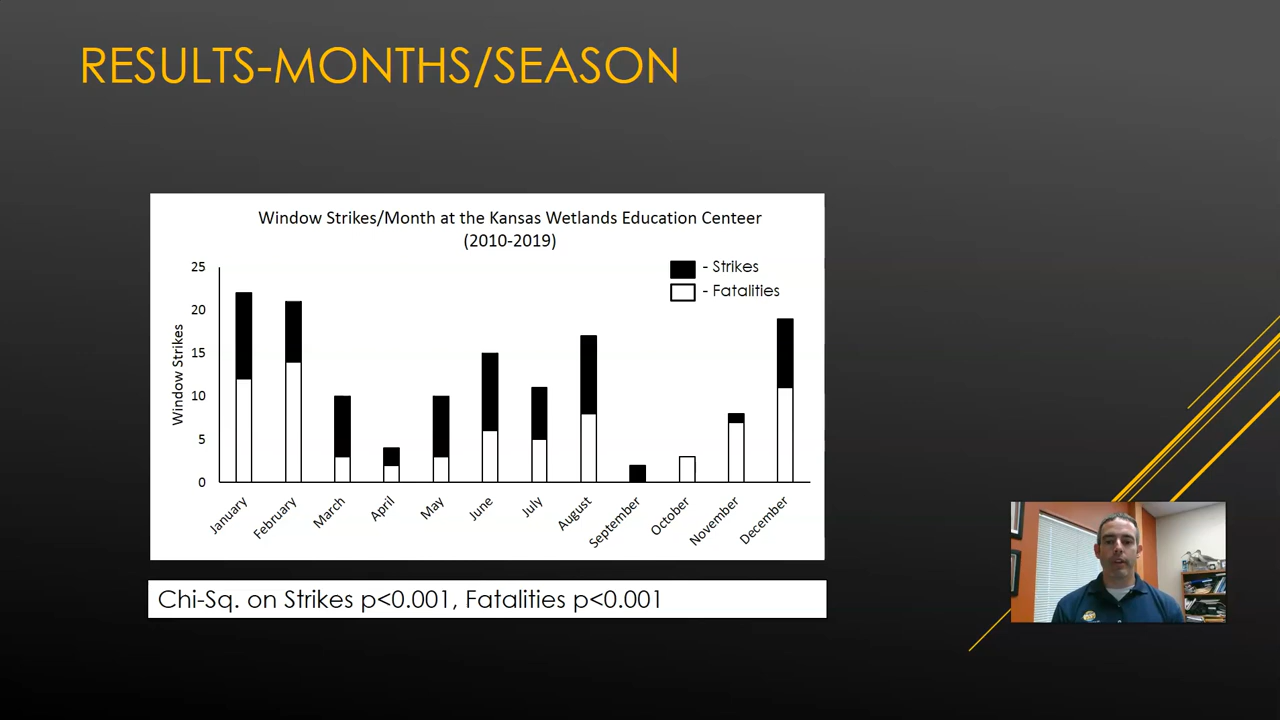 RESULTS-MONTHS/SEASON
Window Strikes/Month at the Kansas Wetlands Education Centeer
(2010-2019)
- Strikes
- Fatalities
Window Strikes
25
20
15
10
5
0
January
February
March
April
May
June
July
August
September
October
November
December
Chi-Sq. on Strikes p<0.001, Fatalities p<0.001